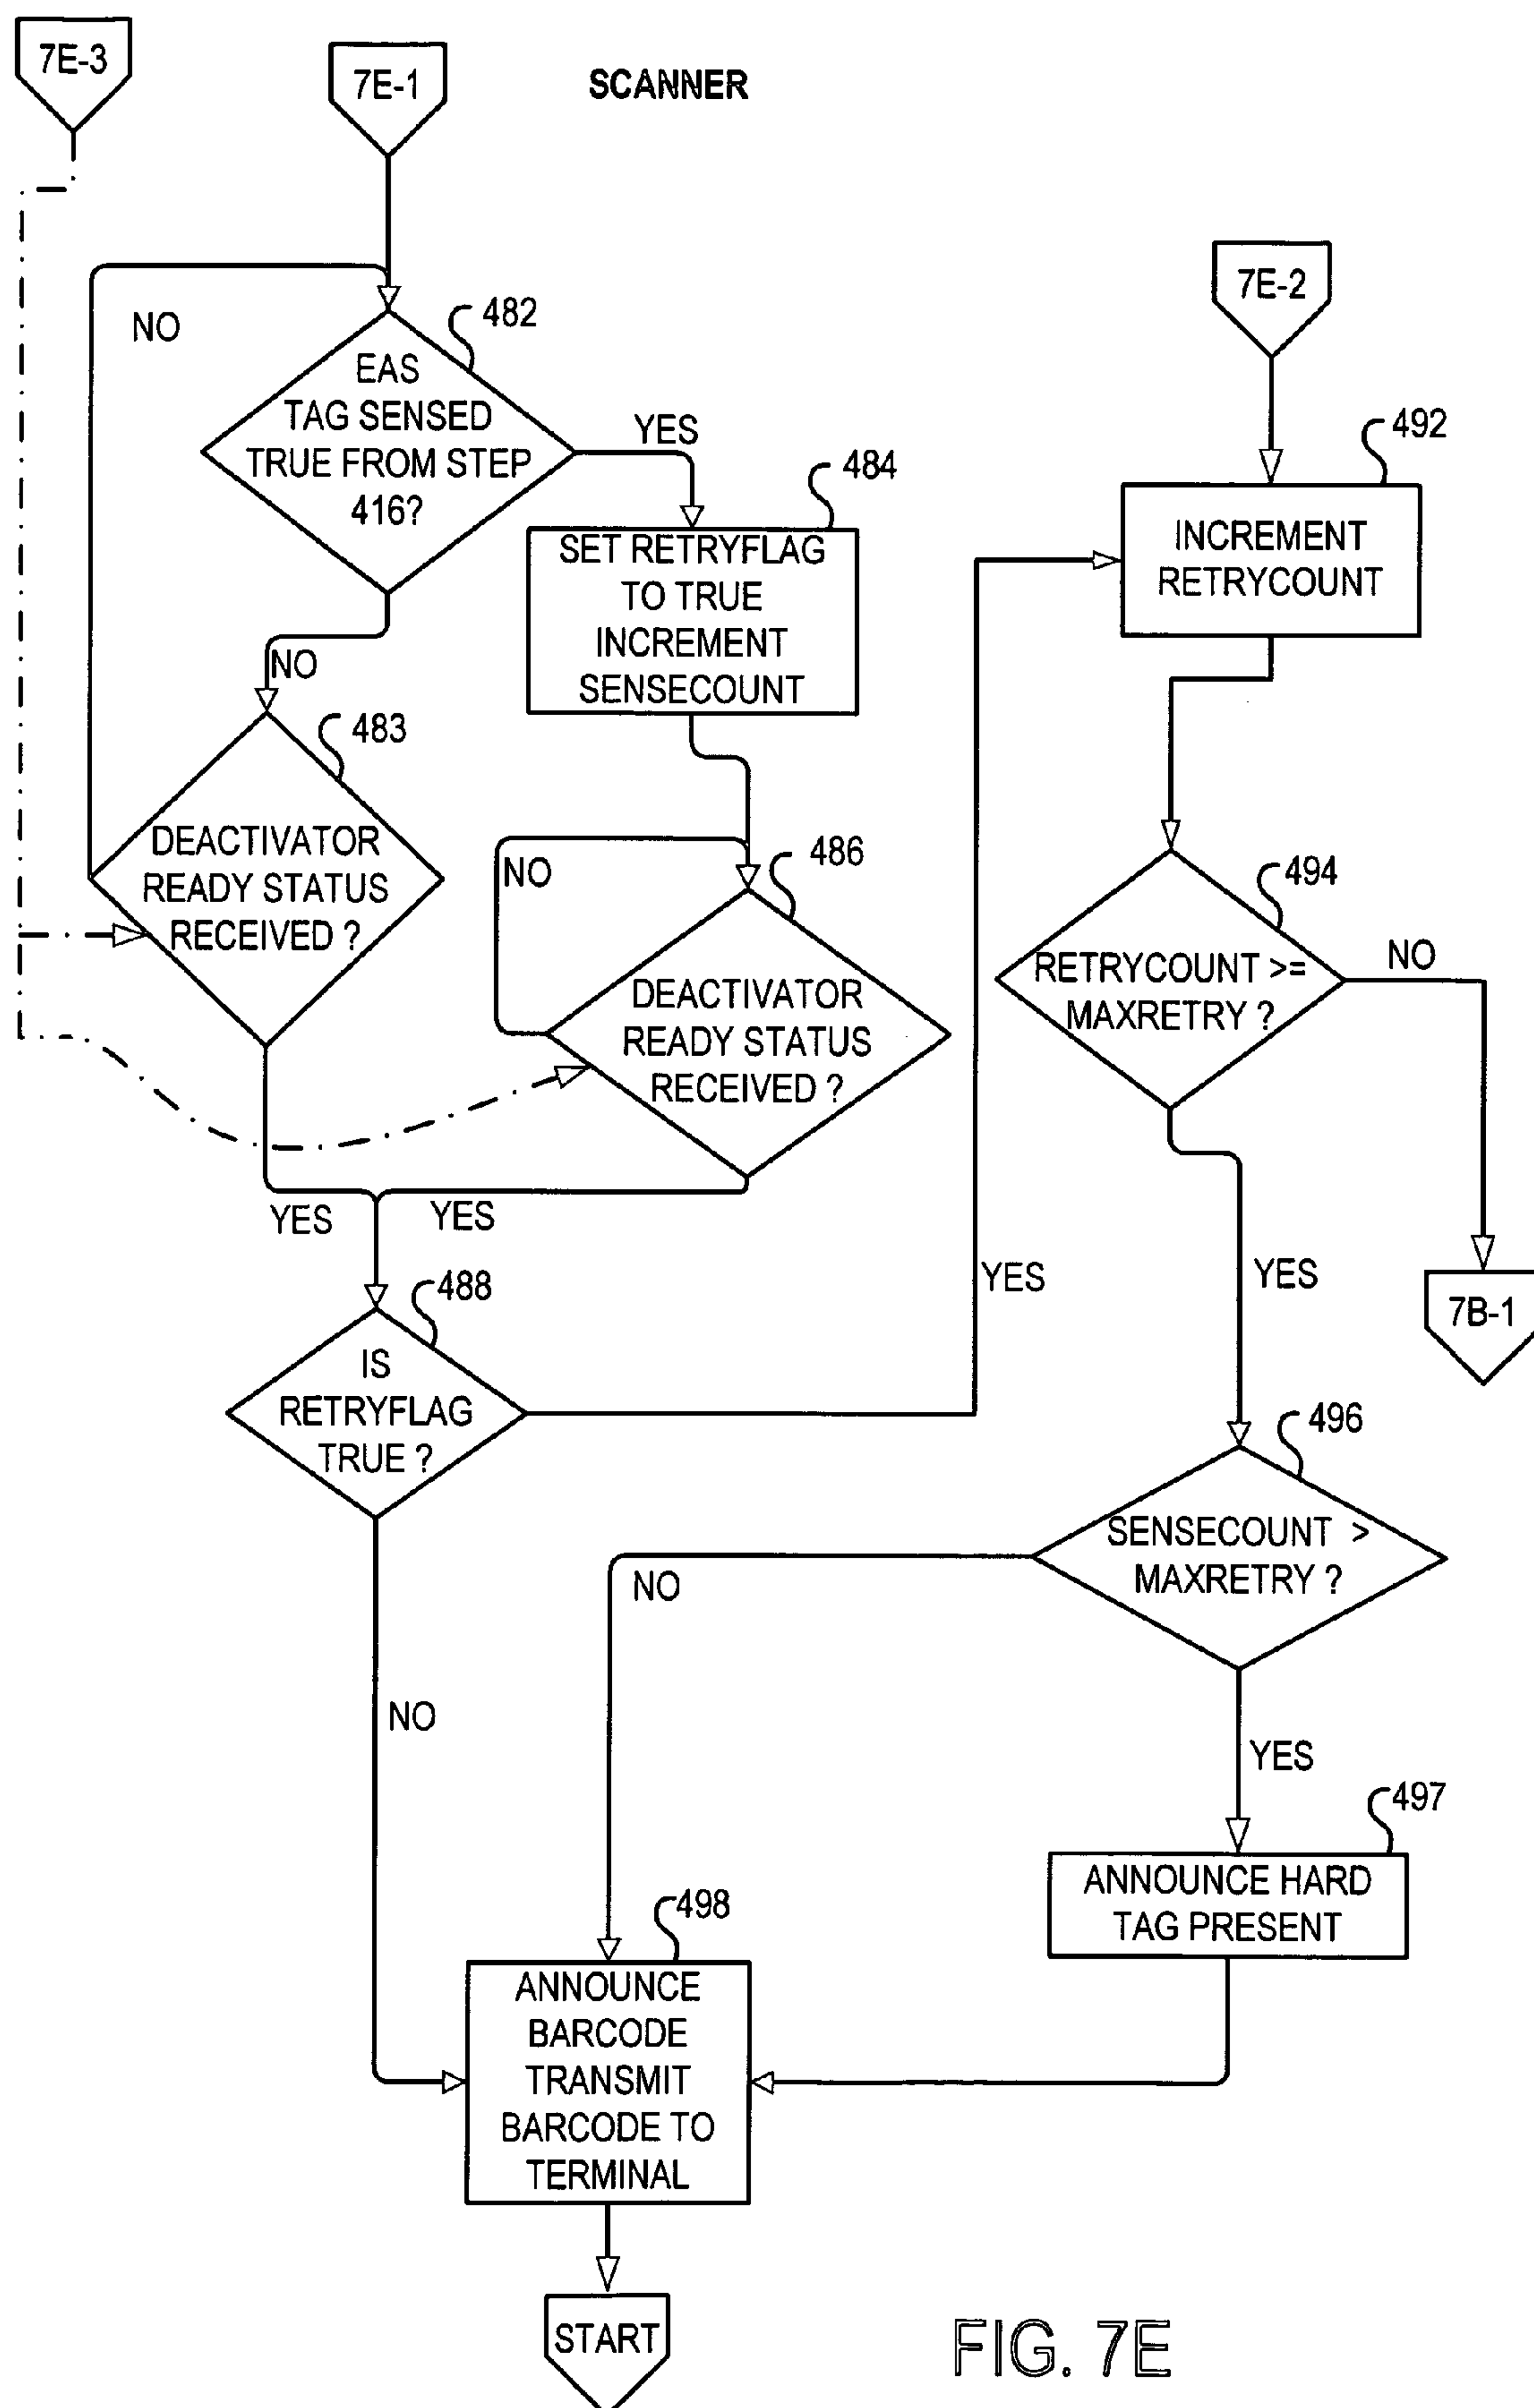 7E-3
7E-1
SCANNER
7E-2
NO
482
EAS
TAG SENSED
TRUE FROM STEP
416?
YES
484
SET RETRYFLAG
TO TRUE
INCREMENT
SENSECOUNT
492
INCREMENT
RETRYCOUNT
NO
483
DEACTIVATOR
READY STATUS
RECEIVED ?
NO
486
DEACTIVATOR
READY STATUS
RECEIVED ?
494
RETRYCOUNT >=
MAXRETRY ?
NO
YES
YES
YES
YES
7B-1
488
IS
RETRYFLAG
TRUE ?
496
SENSECOUNT >
MAXRETRY ?
NO
NO
YES
497
ANNOUNCE HARD
TAG PRESENT
498
ANNOUNCE
BARCODE
TRANSMIT
BARCODE TO
TERMINAL
START
FIG. 7E